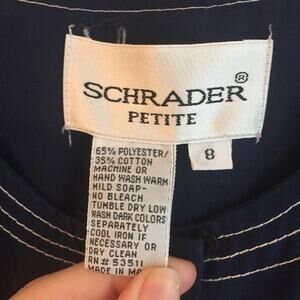 SCHRADER®
PETITE
8
65% POLYESTER/
35% COTTON
MACHINE OR
HAND WASH WARM
MILD SOAP-
NO BLEACH
TUMBLE DRY LOW
WASH DARK COLORS
SEPARATELY
COOL IRON IF
NECESSARY OR
DRY CLEAN
RN# 53511
MADE IN